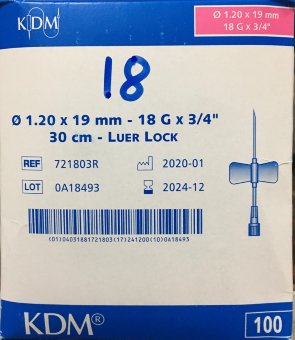 KDM
Ø 1.20 x 19 mm
18 G x 3/4"
18
Ø 1.20 x 19 mm - 18 G x 3/4"
30 cm - LUER LOCK
REF 721803R 2020-01
LOT 0A18493 2024-12
(01)04031881721803(17)241200(10)0A18493
KDM® 100